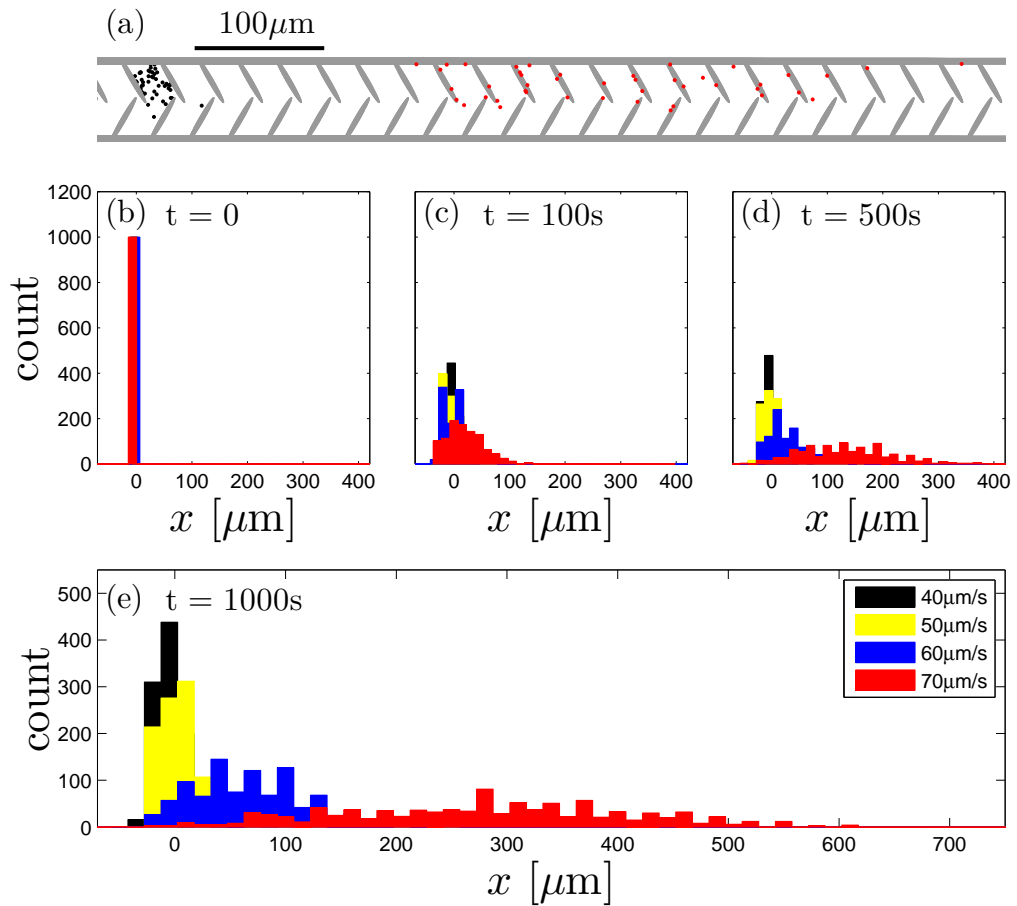 (a) 100μm
(b) t = 0
(c) t = 100s
(d) t = 500s
1200
1000
800
600
400
200
0
count
0 100 200 300 400
0 100 200 300 400
0 100 200 300 400
x [μm]
x [μm]
x [μm]
(e) t = 1000s
500
400
300
200
100
0
count
40μm/s
50μm/s
60μm/s
70μm/s
0 100 200 300 400 500 600 700
x [μm]